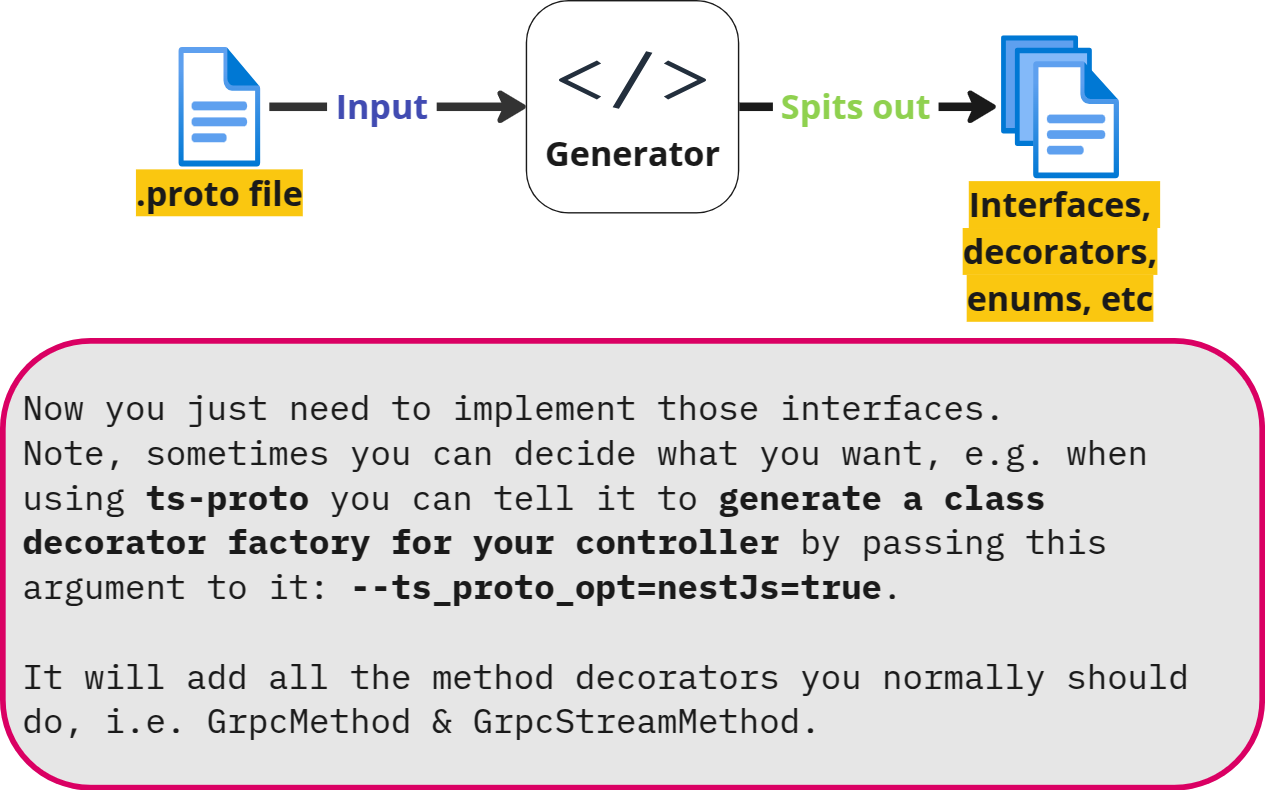 Input
</>
Generator
Spits out
.proto file
Interfaces,
decorators,
enums, etc
Now you just need to implement those interfaces.
Note, sometimes you can decide what you want, e.g. when
using ts-proto you can tell it to generate a class
decorator factory for your controller by passing this
argument to it: --ts_proto_opt=nestJs=true.
It will add all the method decorators you normally should
do, i.e. GrpcMethod & GrpcStreamMethod.